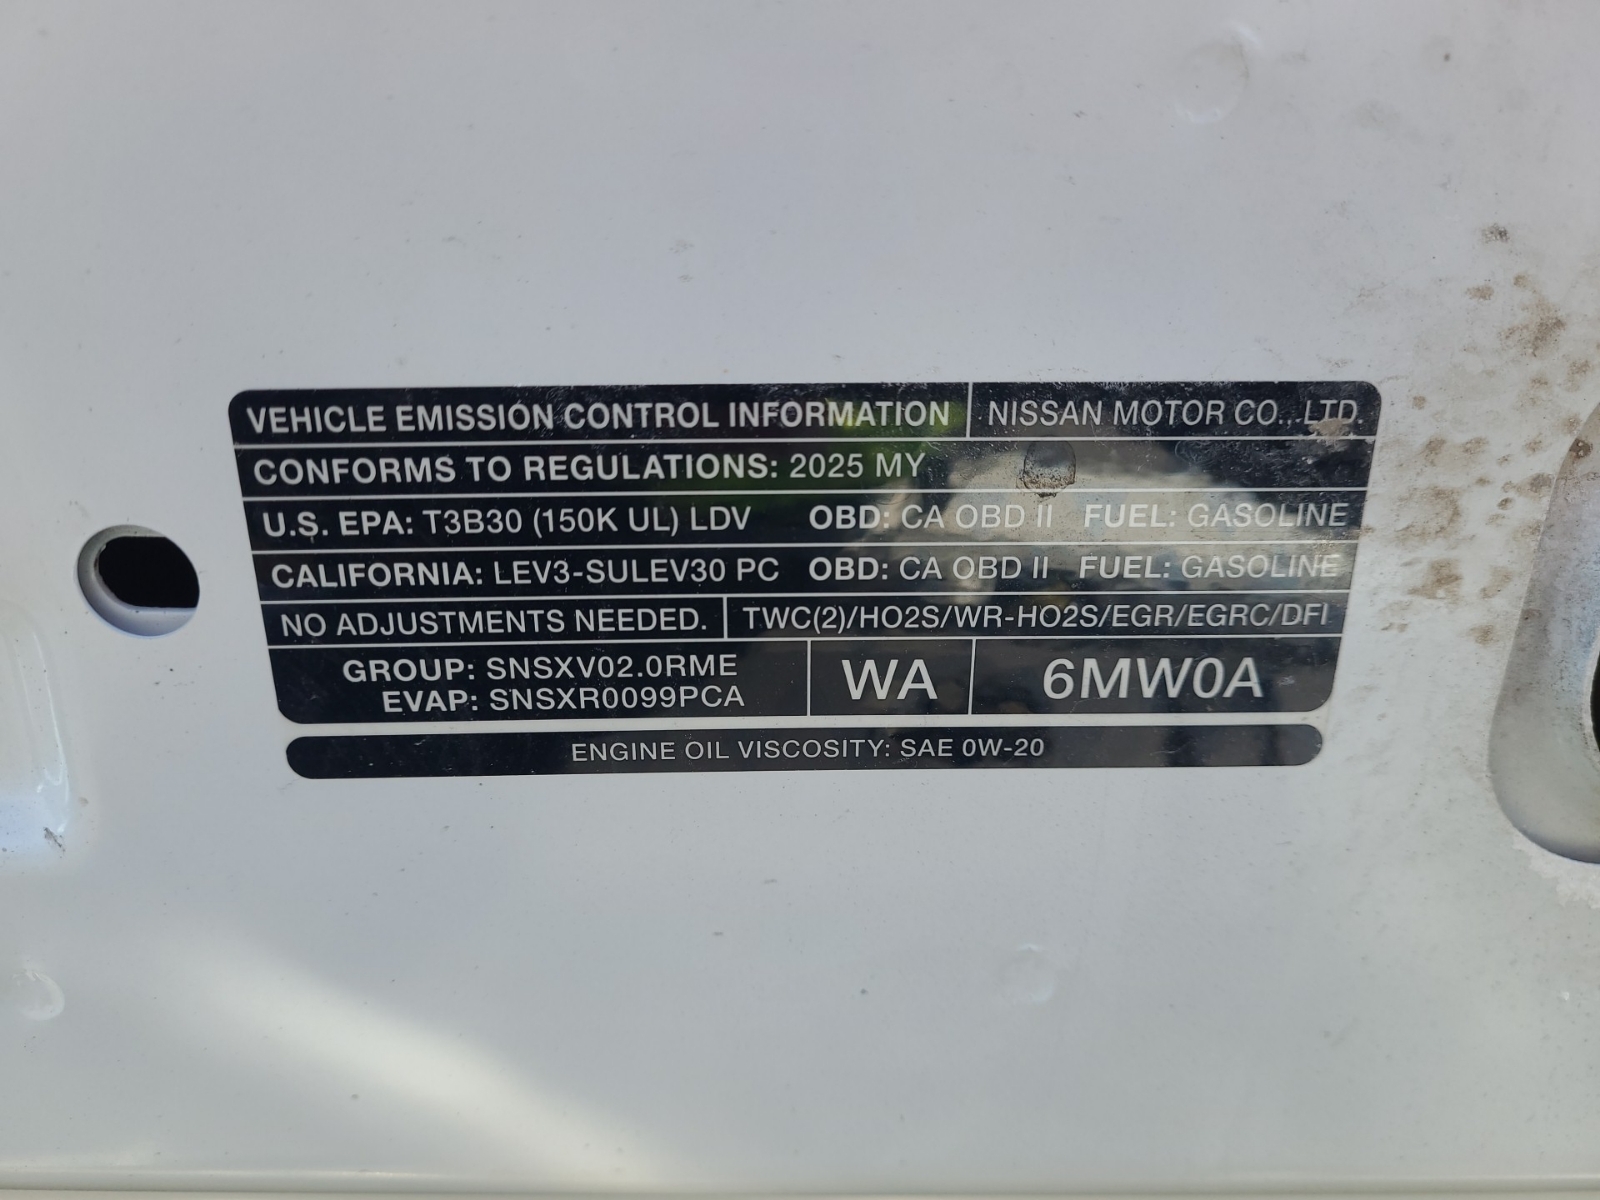 VEHICLE EMISSION CONTROL INFORMATION NISSAN MOTOR CO., LTD.
CONFORMS TO REGULATIONS: 2025 MY
U.S. EPA: T3B30 (150K UL) LDV OBD: CA OBD II FUEL: GASOLINE
CALIFORNIA: LEV3-SULEV30 PC OBD: CA OBD II FUEL: GASOLINE
NO ADJUSTMENTS NEEDED. TWC(2)/HO2S/WR-HO2S/EGR/EGRC/DFI
GROUP: SNSXV02.0RME
EVAP: SNSXR0099PCA
WA
6MW0A
ENGINE OIL VISCOSITY: SAE 0W-20